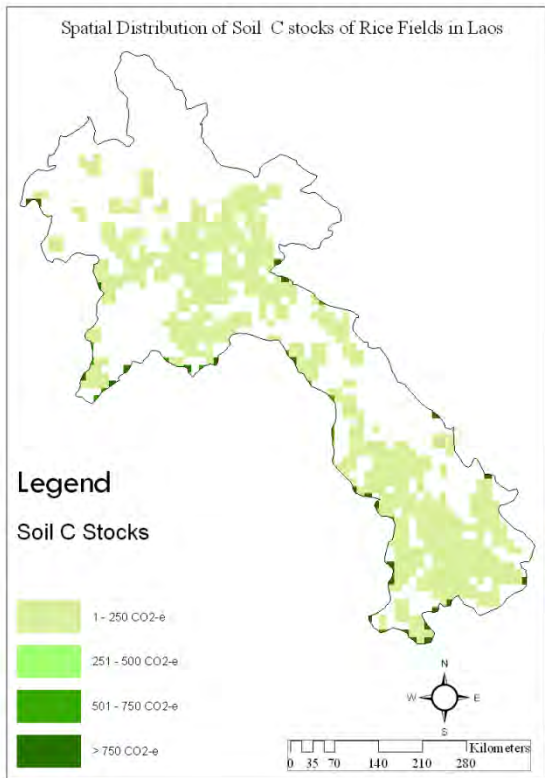 Spatial Distribution of Soil C stocks of Rice Fields in Laos
Legend
Soil C Stocks
1 - 250 CO2-e
251 - 500 CO2-e
501 - 750 CO2-e
> 750 CO2-e
N
W E
S
Kilometers
0 35 70 140 210 280